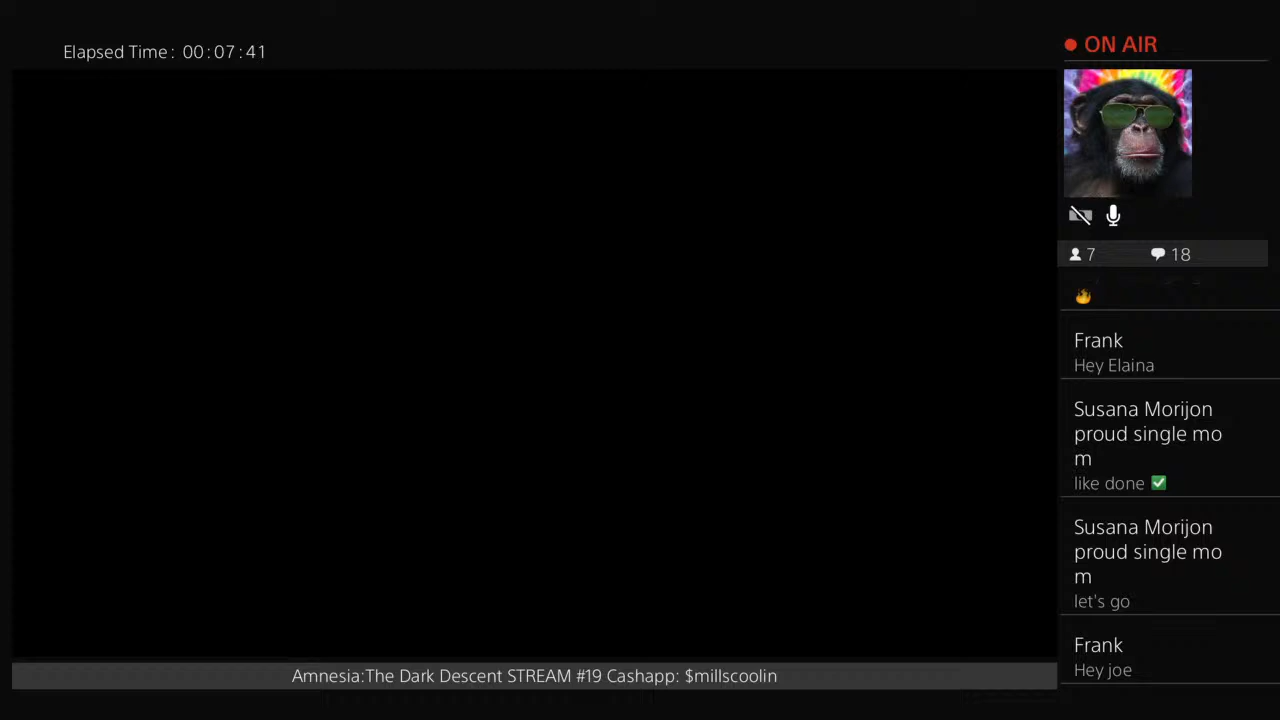 Elapsed Time: 00:07:41
ON AIR
7
18
Frank
Hey Elaina
Susana Morijon
proud single mo
m
like done ✅
Susana Morijon
proud single mo
m
let's go
Frank
Hey joe
Amnesia:The Dark Descent STREAM #19 Cashapp: $millscoolin